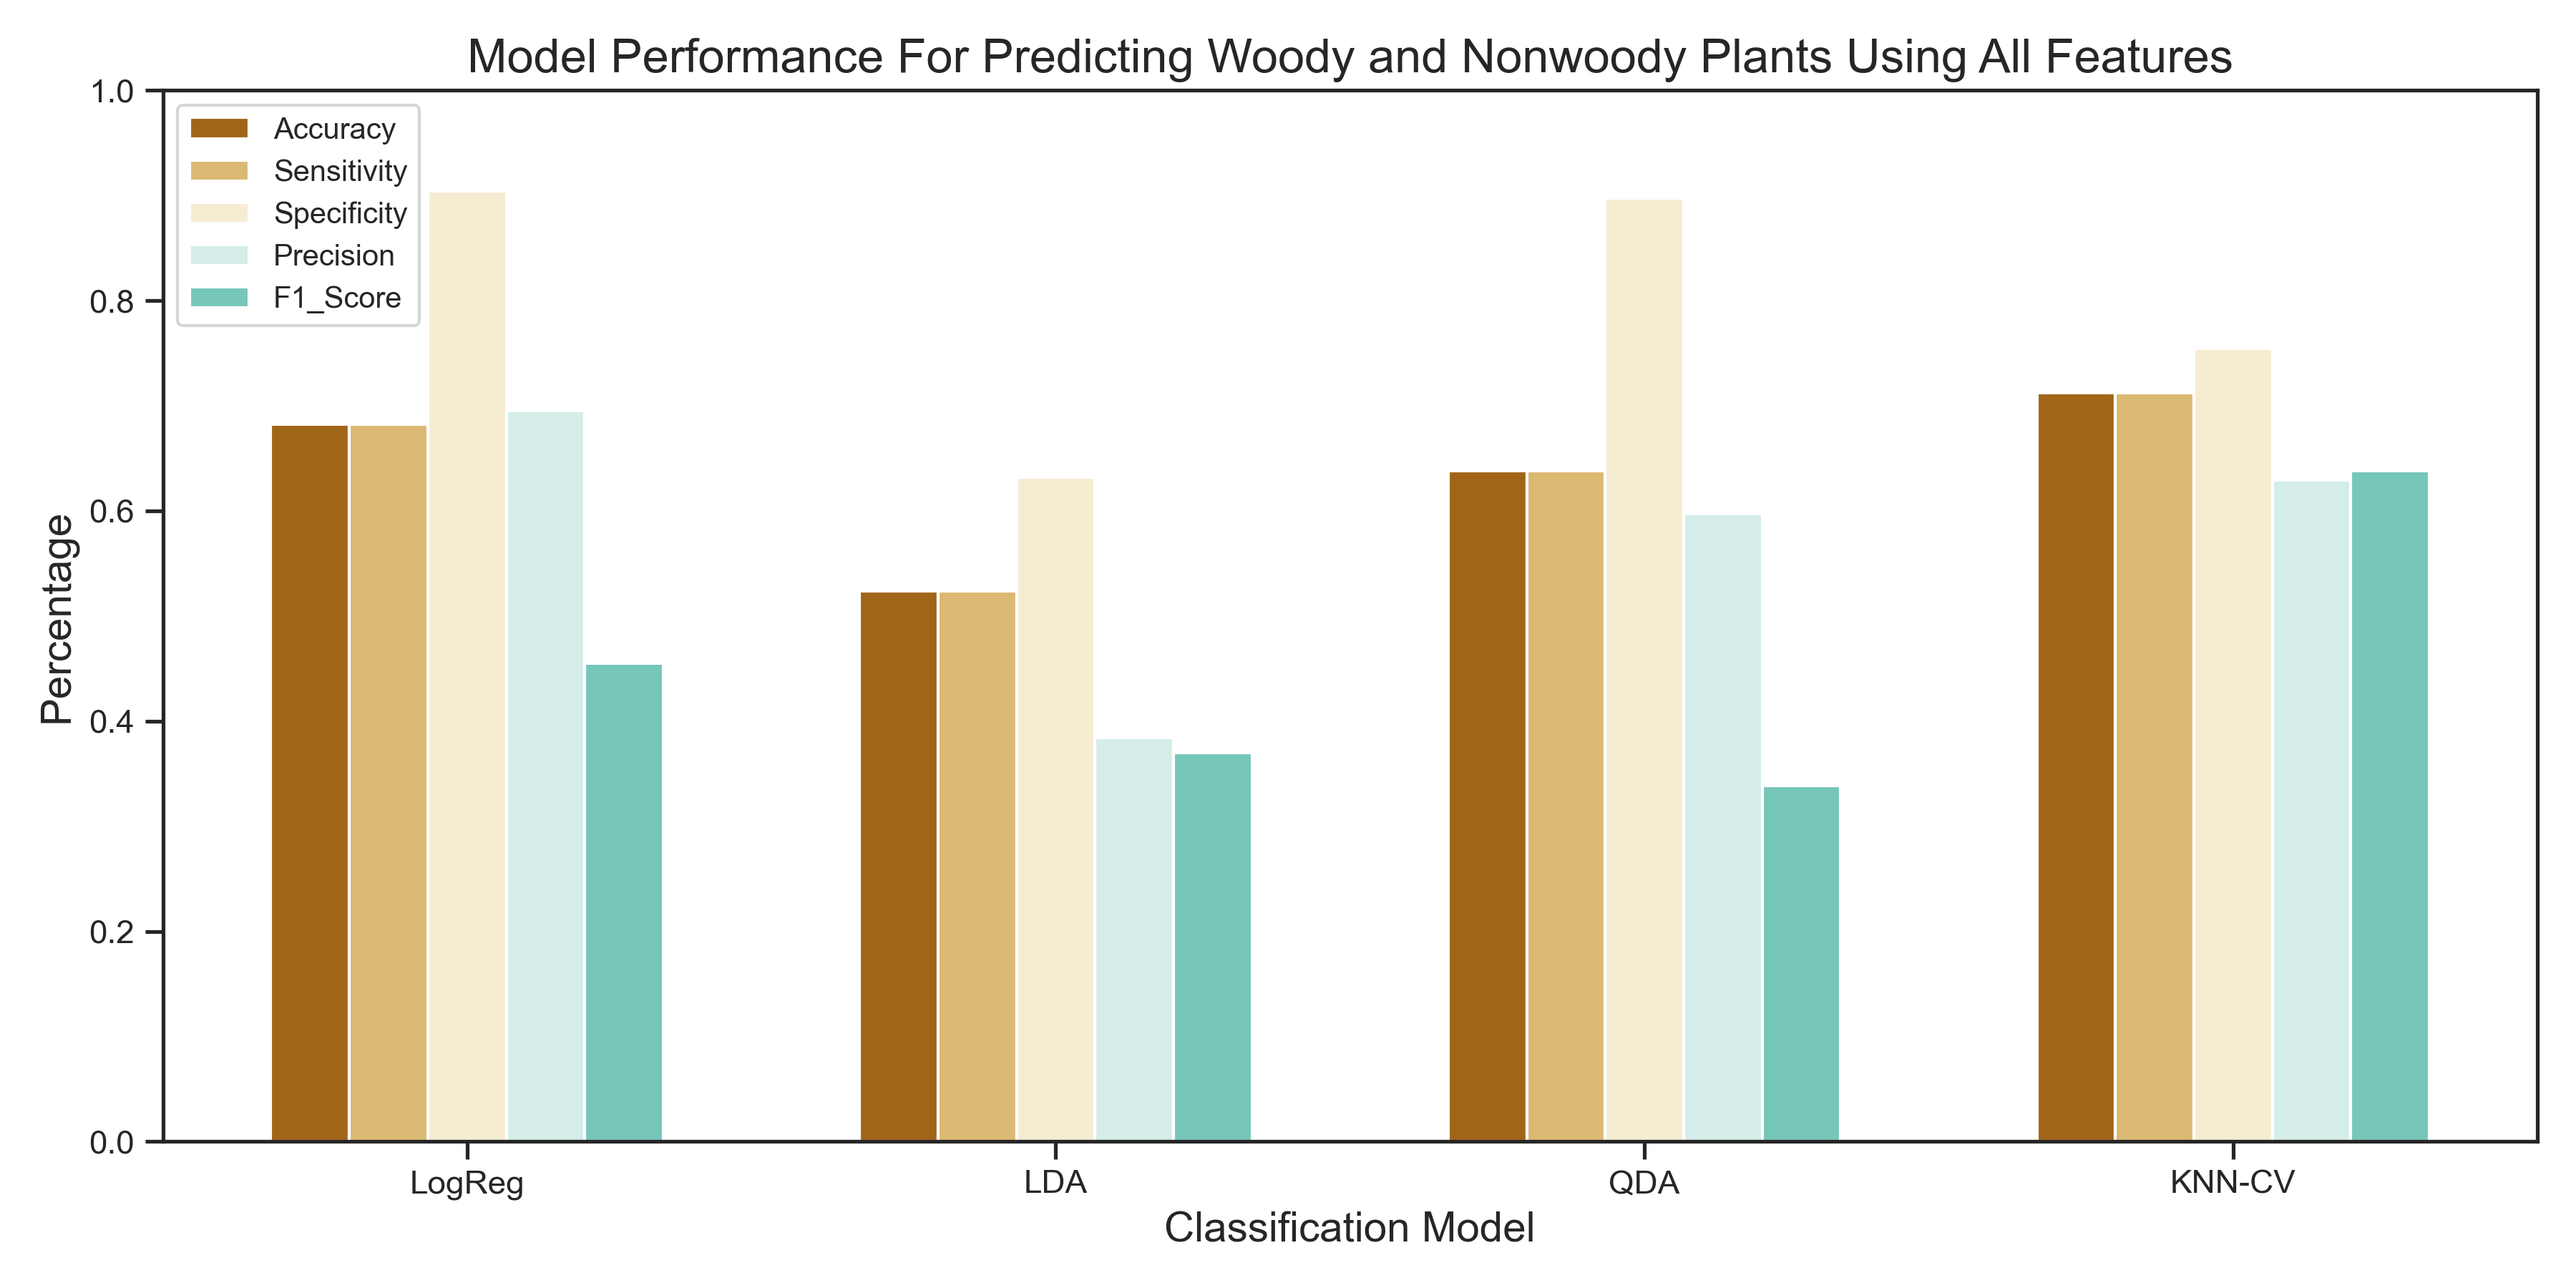 Model Performance For Predicting Woody and Nonwoody Plants Using All Features
1.0
0.8
0.6
0.4
0.2
0.0
Percentage
Accuracy
Sensitivity
Specificity
Precision
F1_Score
LogReg
LDA
QDA
KNN-CV
Classification Model